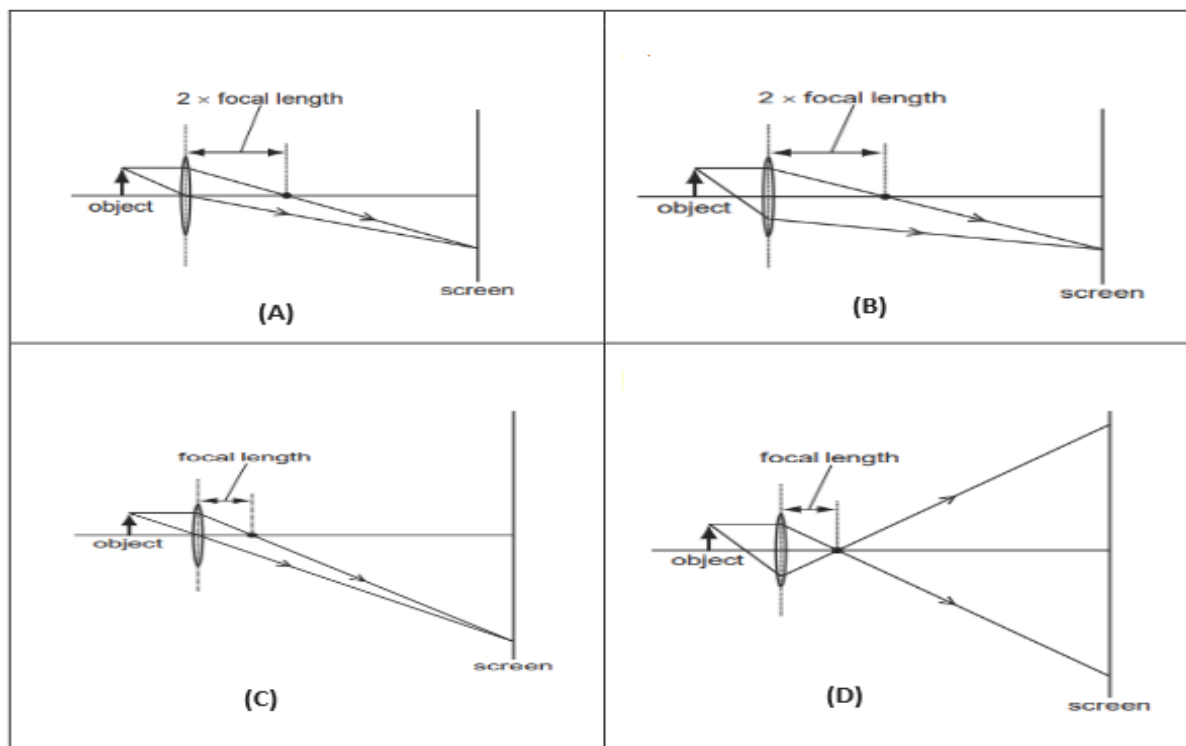 2 × focal length
object
screen
(A)
2 × focal length
object
screen
(B)
focal length
object
screen
(C)
focal length
object
screen
(D)